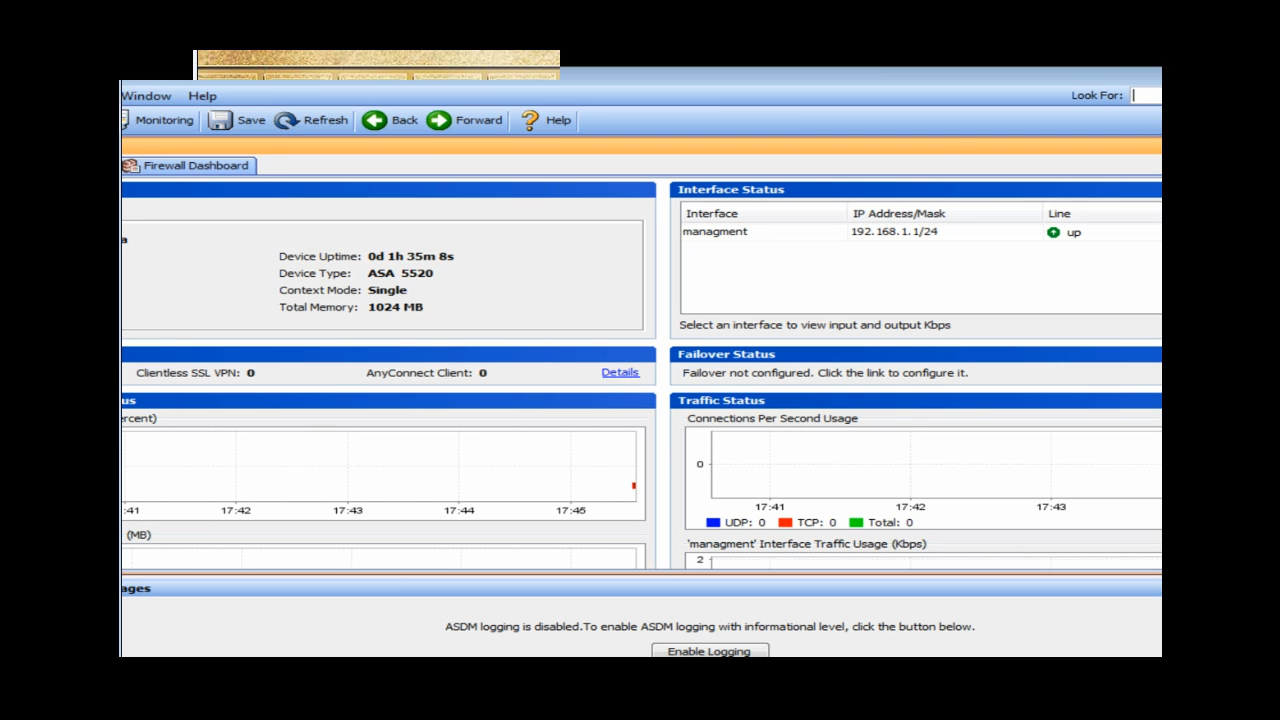 Window Help Look For:
Monitoring Save Refresh Back Forward Help
Firewall Dashboard
Interface Status
Interface IP Address/Mask Line
managment 192.168.1.1/24 up
Device Uptime: 0d 1h 35m 8s
Device Type: ASA 5520
Context Mode: Single
Total Memory: 1024 MB
Select an interface to view input and output Kbps
Failover Status
Clientless SSL VPN: 0 AnyConnect Client: 0 Details
Failover not configured. Click the link to configure it.
us
Traffic Status
ercent)
Connections Per Second Usage
0
:41 17:42 17:43 17:44 17:45
17:41 17:42 17:43
UDP: 0 TCP: 0 Total: 0
(MB)
'managment' Interface Traffic Usage (Kbps)
2
ages
ASDM logging is disabled.To enable ASDM logging with informational level, click the button below.
Enable Logging